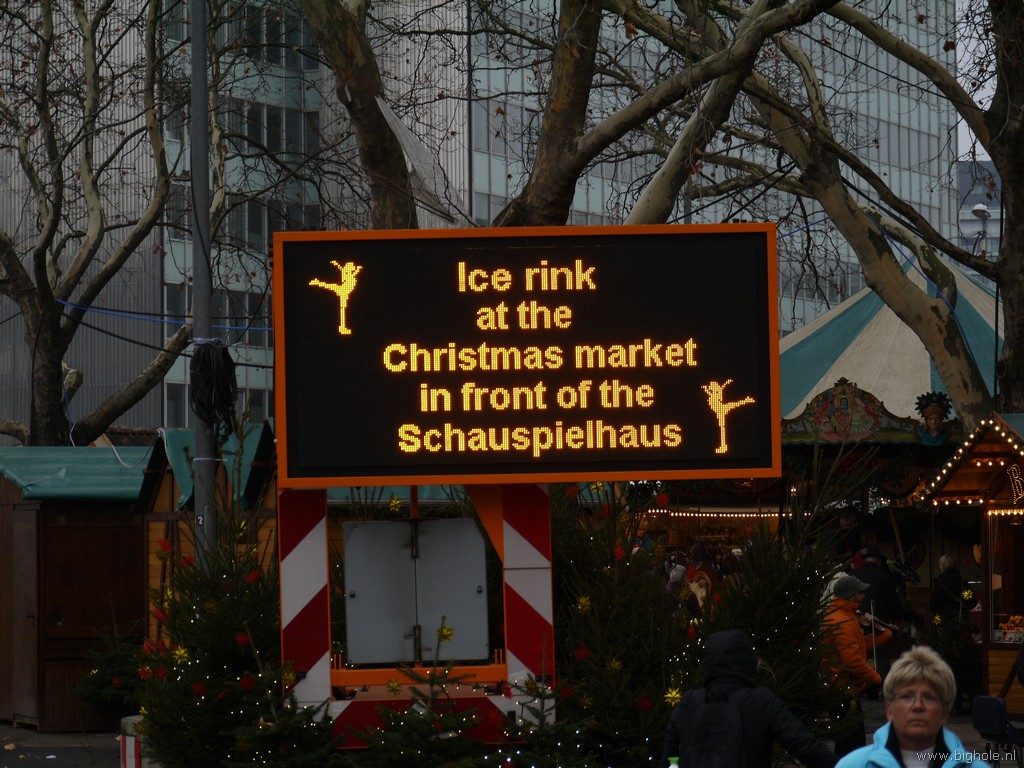 Ice rink
at the
Christmas market
in front of the
Schauspielhaus
www.bighole.nl